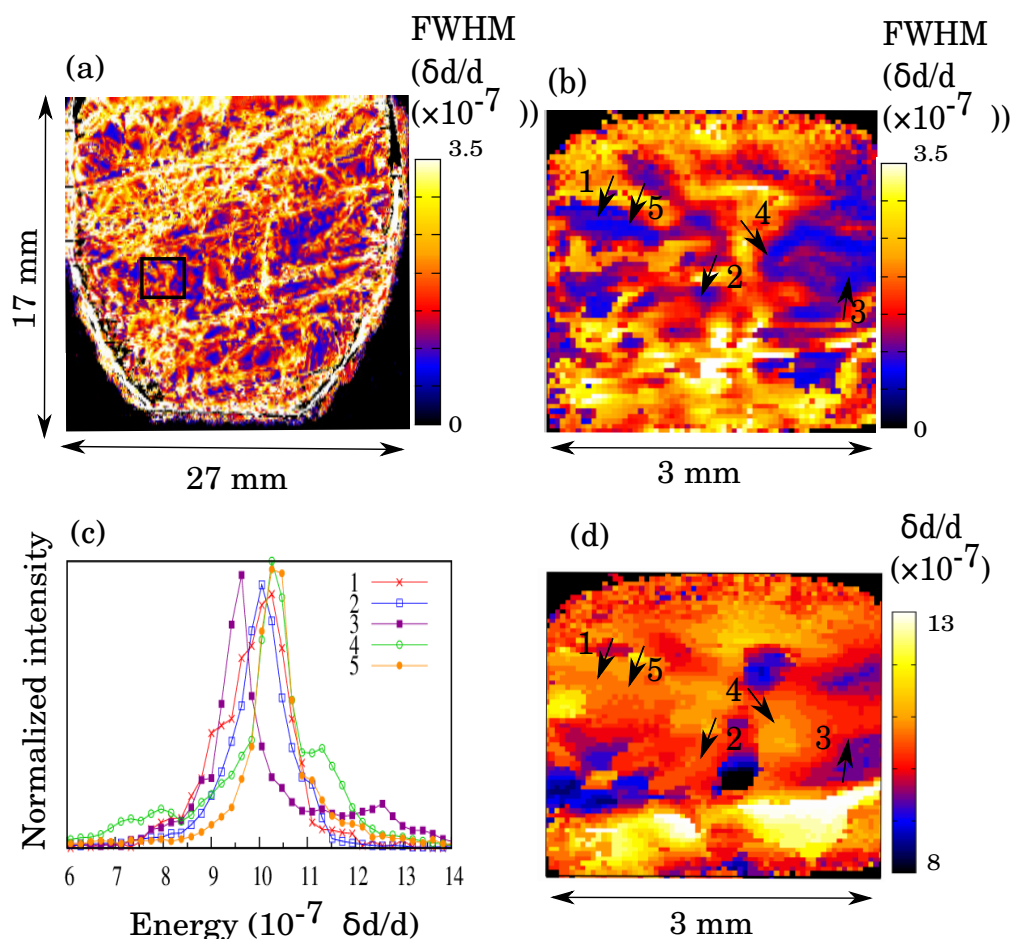 (a)
FWHM
(δd/d
(×10⁻⁷ ))
3.5
0
17 mm
27 mm
(b)
FWHM
(δd/d
(×10⁻⁷ ))
3.5
0
1
5
4
2
3
3 mm
(c)
Normalized intensity
1
2
3
4
5
6 7 8 9 10 11 12 13 14
Energy (10⁻⁷ δd/d)
(d)
δd/d
(×10⁻⁷)
13
8
1
5
4
2
3
3 mm